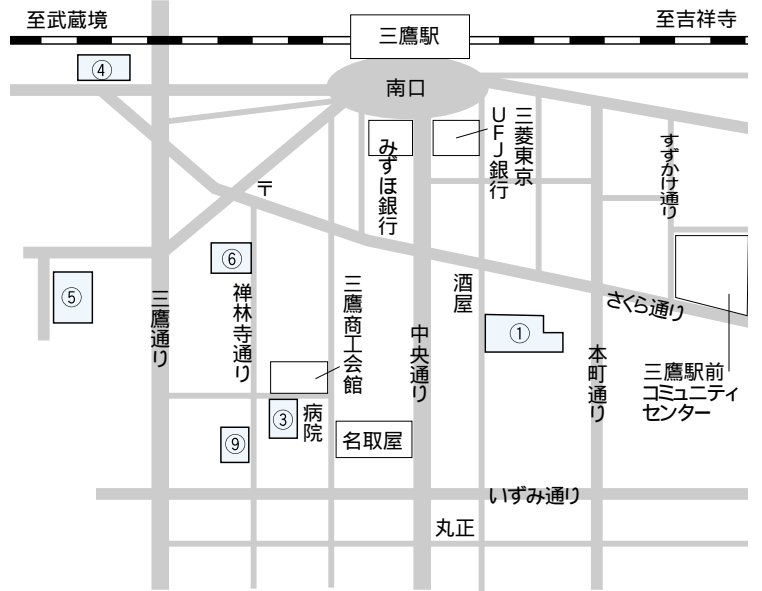 至武蔵境
至吉祥寺
三鷹駅
④
南口
みずほ銀行
三菱東京
UFJ銀行
すずかけ通り
〒
⑥
⑤
三鷹通り
禅林寺通り
三鷹商工会館
中央通り
酒屋
①
さくら通り
本町通り
三鷹駅前
コミュニティ
センター
③
病院
⑨
名取屋
いずみ通り
丸正